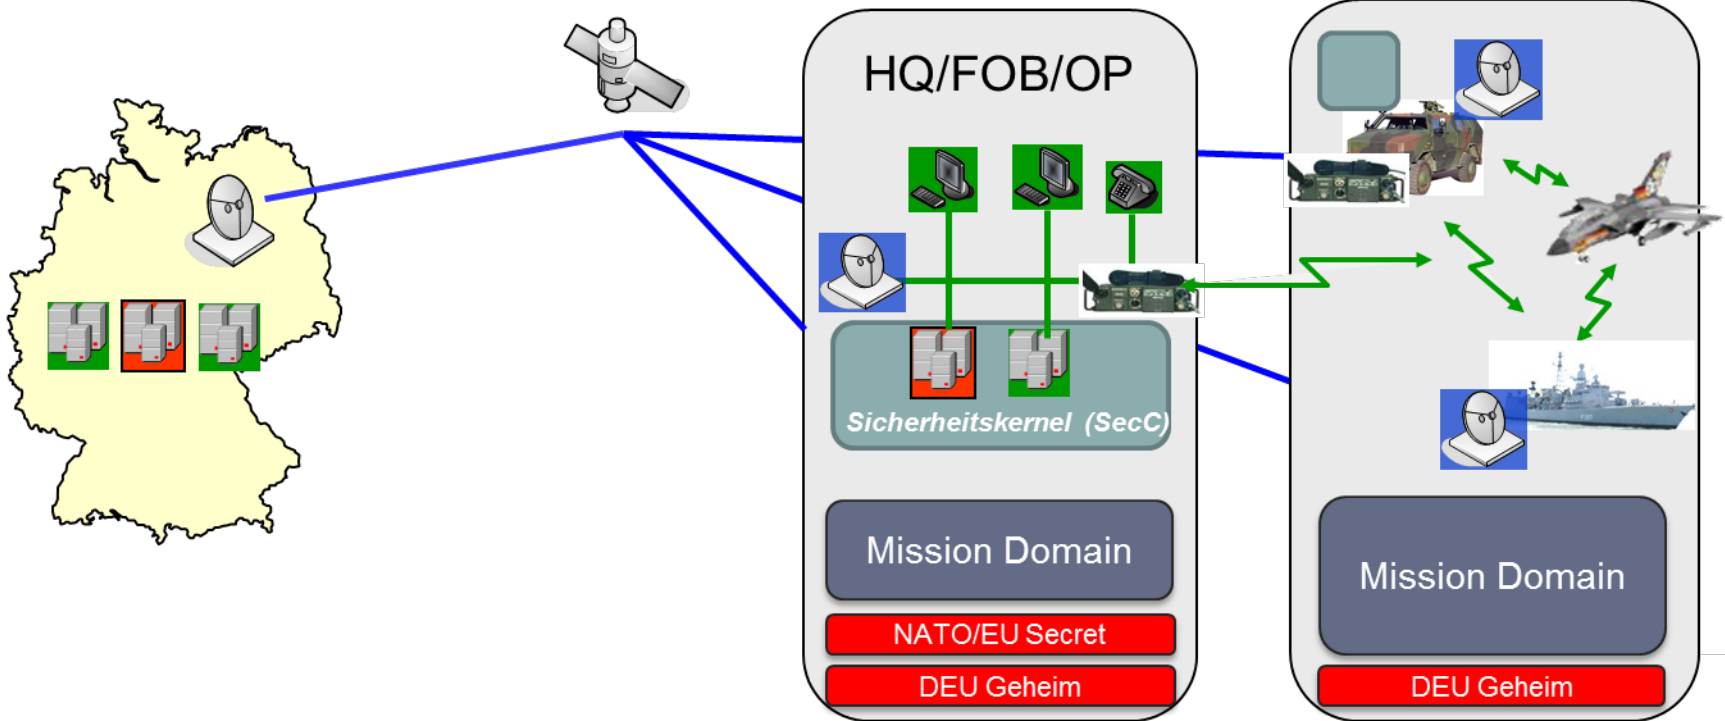 HQ/FOB/OP
Sicherheitskernel (SecC)
Mission Domain
NATO/EU Secret
DEU Geheim
Mission Domain
DEU Geheim